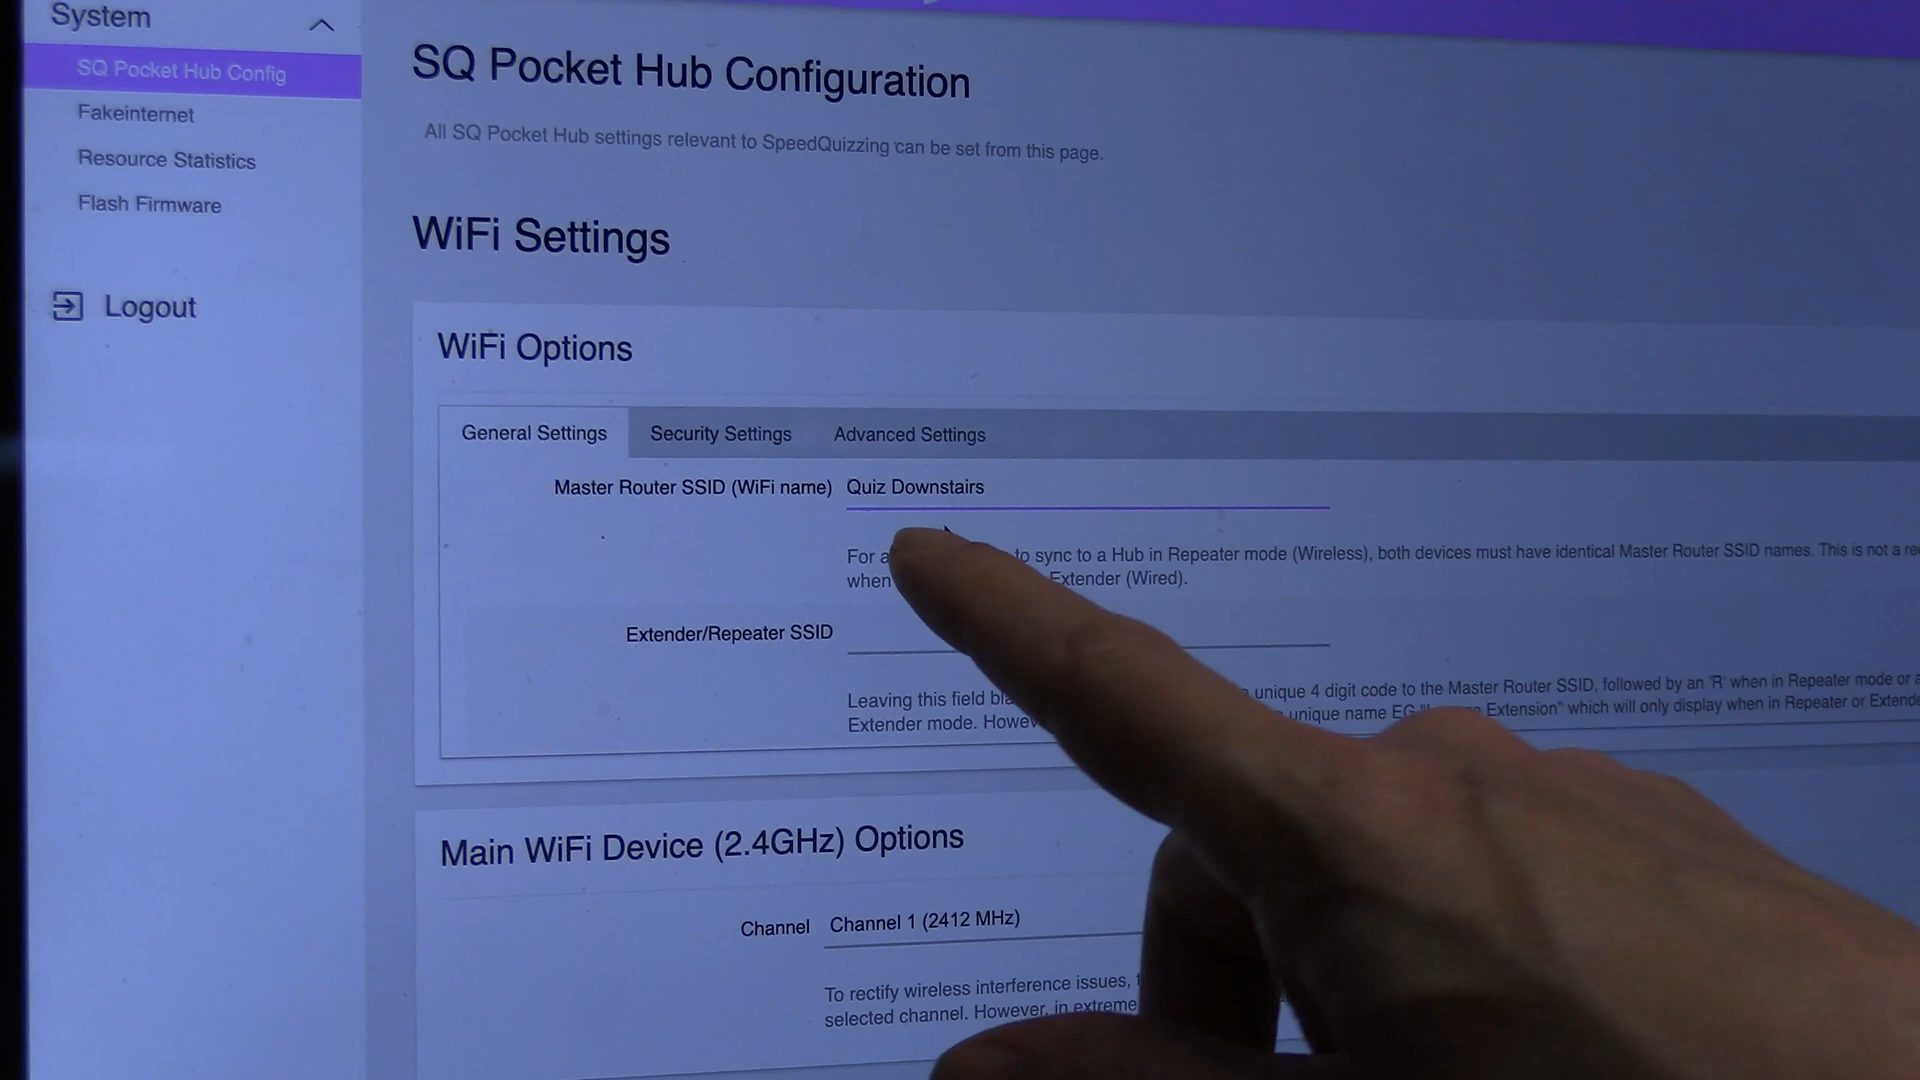 System
SQ Pocket Hub Config
Fakeinternet
Resource Statistics
Flash Firmware
Logout
SQ Pocket Hub Configuration
All SQ Pocket Hub settings relevant to SpeedQuizzing can be set from this page.
WiFi Settings
WiFi Options
General Settings Security Settings Advanced Settings
Master Router SSID (WiFi name) Quiz Downstairs
For to sync to a Hub in Repeater mode (Wireless), both devices must have identical Master Router SSID names. This is not a
when Extender (Wired).
Extender/Repeater SSID
Leaving this field unique 4 digit code to the Master Router SSID, followed by an 'R' when in Repeater mode or
Extender mode. unique name EG Extension" which will only display when in Repeater or
Main WiFi Device (2.4GHz) Options
Channel Channel 1 (2412 MHz)
To rectify wireless interference issues,
selected channel. However, in extreme